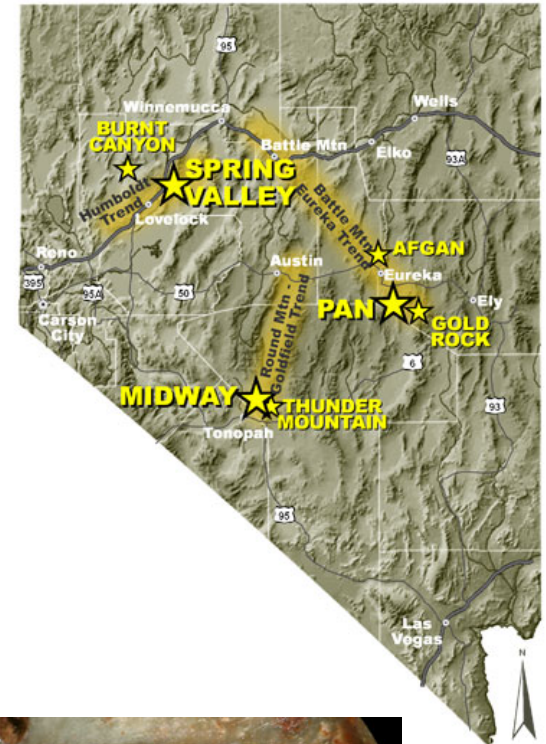 95
Winnemucca
Wells
BURNT
CANYON
Battle Mtn
Elko
93A
SPRING
VALLEY
Humboldt
Trend
Lovelock
Battle Mtn
Eureka Trend
Reno
AFGAN
Austin
Eureka
395
95A
50
Carson
City
PAN
Ely
GOLD
ROCK
Round Mtn -
Goldfield Trend
6
MIDWAY
THUNDER
MOUNTAIN
93
Tonopah
95
Las
Vegas
N